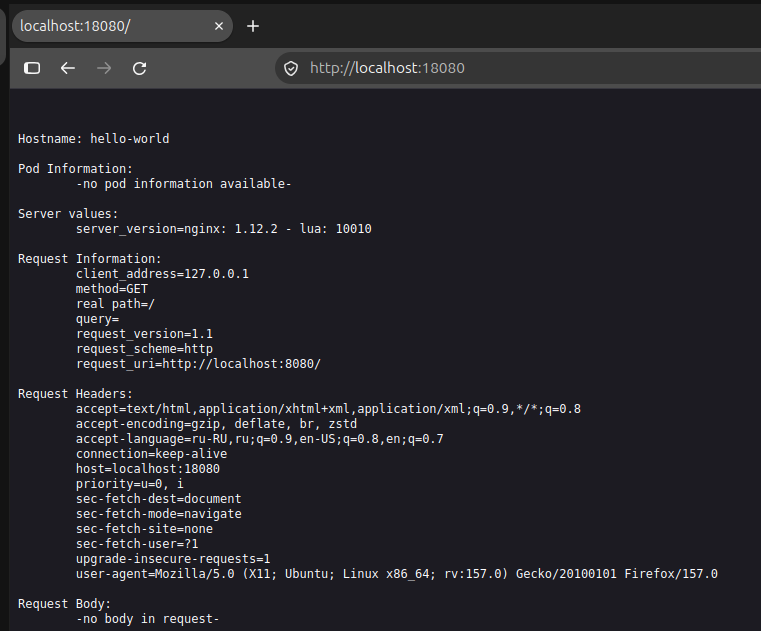 localhost:18080/
http://localhost:18080
Hostname: hello-world
Pod Information:
-no pod information available-
Server values:
server_version=nginx: 1.12.2 - lua: 10010
Request Information:
client_address=127.0.0.1
method=GET
real path=/
query=
request_version=1.1
request_scheme=http
request_uri=http://localhost:8080/
Request Headers:
accept=text/html,application/xhtml+xml,application/xml;q=0.9,*/*;q=0.8
accept-encoding=gzip, deflate, br, zstd
accept-language=ru-RU,ru;q=0.9,en-US;q=0.8,en;q=0.7
connection=keep-alive
host=localhost:18080
priority=u=0, i
sec-fetch-dest=document
sec-fetch-mode=navigate
sec-fetch-site=none
sec-fetch-user=?1
upgrade-insecure-requests=1
user-agent=Mozilla/5.0 (X11; Ubuntu; Linux x86_64; rv:157.0) Gecko/20100101 Firefox/157.0
Request Body:
-no body in request-